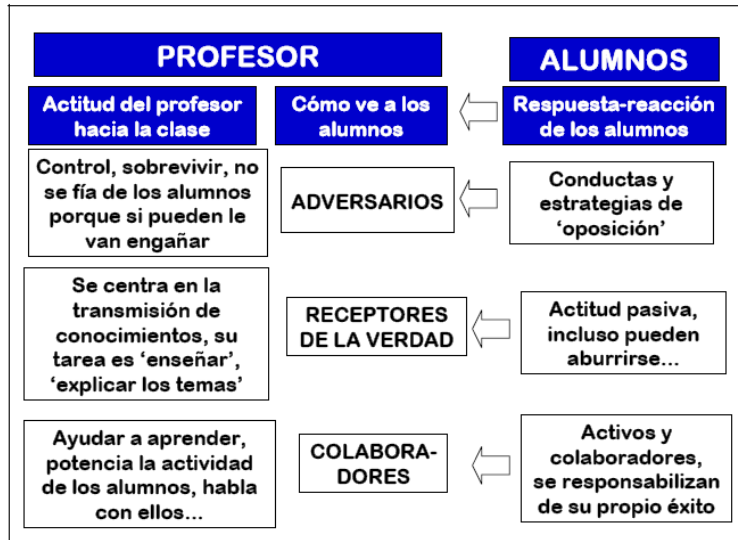 PROFESOR
ALUMNOS
Actitud del profesor
hacia la clase
Cómo ve a los
alumnos
Respuesta-reacción
de los alumnos
Control, sobrevivir, no
se fía de los alumnos
porque si pueden le
van engañar
ADVERSARIOS
Conductas y
estrategias de
‘oposición’
Se centra en la
transmisión de
conocimientos, su
tarea es ‘enseñar’,
‘explicar los temas’
RECEPTORES
DE LA VERDAD
Actitud pasiva,
incluso pueden
aburrirse...
Ayudar a aprender,
potencia la actividad
de los alumnos, habla
con ellos...
COLABORA-
DORES
Activos y
colaboradores,
se responsabilizan
de su propio éxito